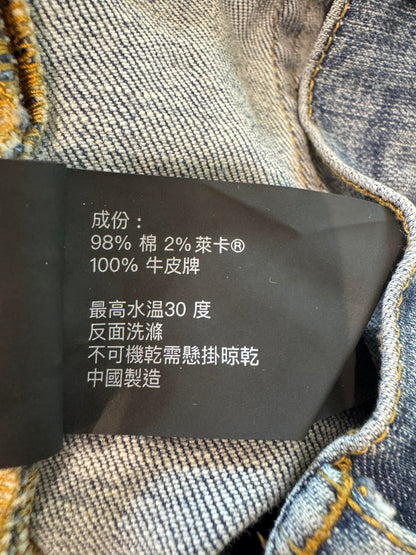 成份：
98% 棉 2% 萊卡®
100% 牛皮牌
最高水温30 度
反面洗滌
不可機乾需懸掛晾乾
中國製造